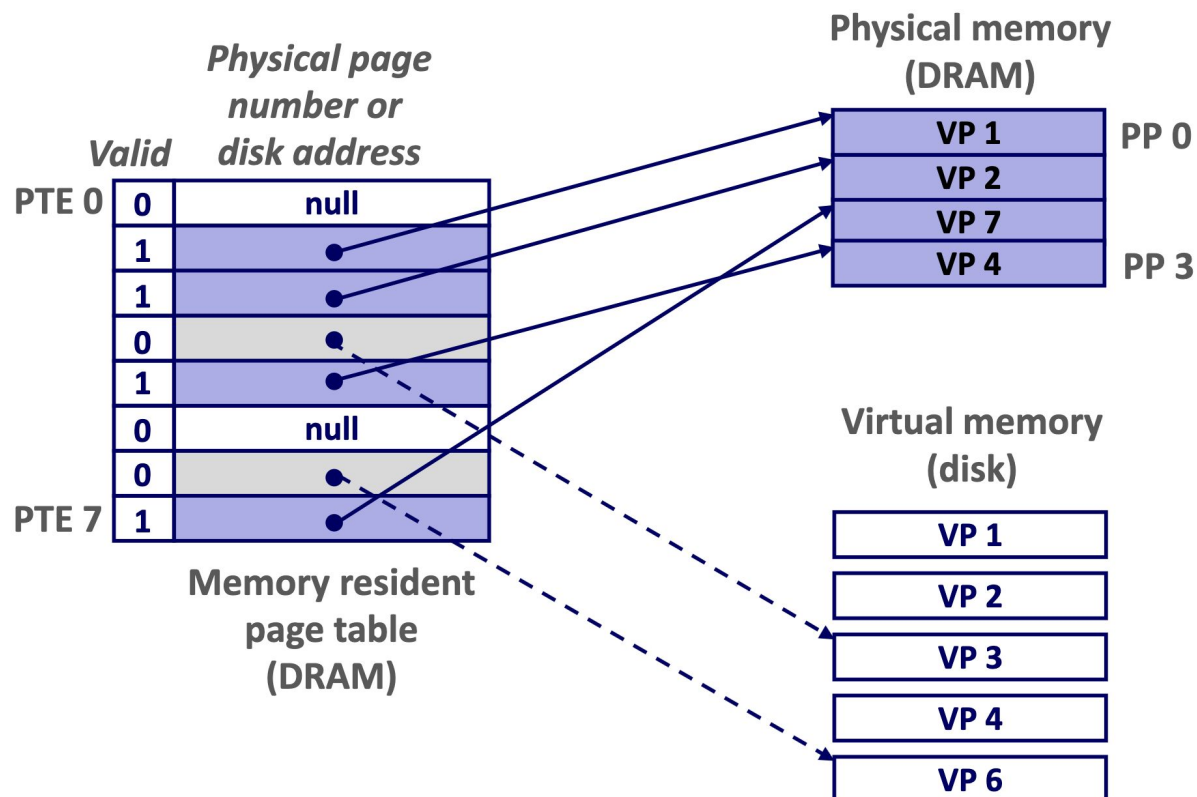 Physical page
number or
disk address
Valid
PTE 0
0
null
1
1
0
1
0
null
0
PTE 7
1
Memory resident
page table
(DRAM)
Physical memory
(DRAM)
VP 1
PP 0
VP 2
VP 7
VP 4
PP 3
Virtual memory
(disk)
VP 1
VP 2
VP 3
VP 4
VP 6